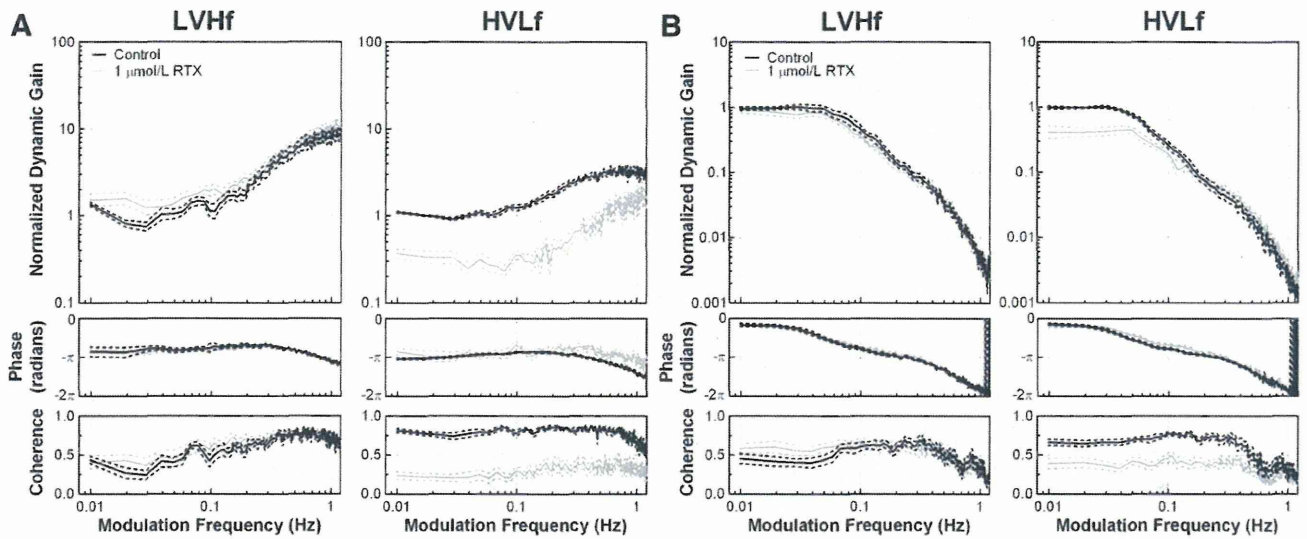 A
LVHf
HVLf
B
LVHf
HVLf
Normalized Dynamic Gain
100
10
1
0.1
Control
1 μmol/L RTX
100
10
1
0.1
Normalized Dynamic Gain
10
1
0.1
0.01
0.001
Control
1 μmol/L RTX
10
1
0.1
0.01
0.001
Phase
(radians)
0
-π
-2π
0
-π
-2π
Phase
(radians)
0
-π
-2π
0
-π
-2π
Coherence
1.0
0.5
0.0
1.0
0.5
0.0
Coherence
1.0
0.5
0.0
1.0
0.5
0.0
0.01 0.1 1
0.01 0.1 1
0.01 0.1 1
0.01 0.1 1
Modulation Frequency (Hz)
Modulation Frequency (Hz)
Modulation Frequency (Hz)
Modulation Frequency (Hz)